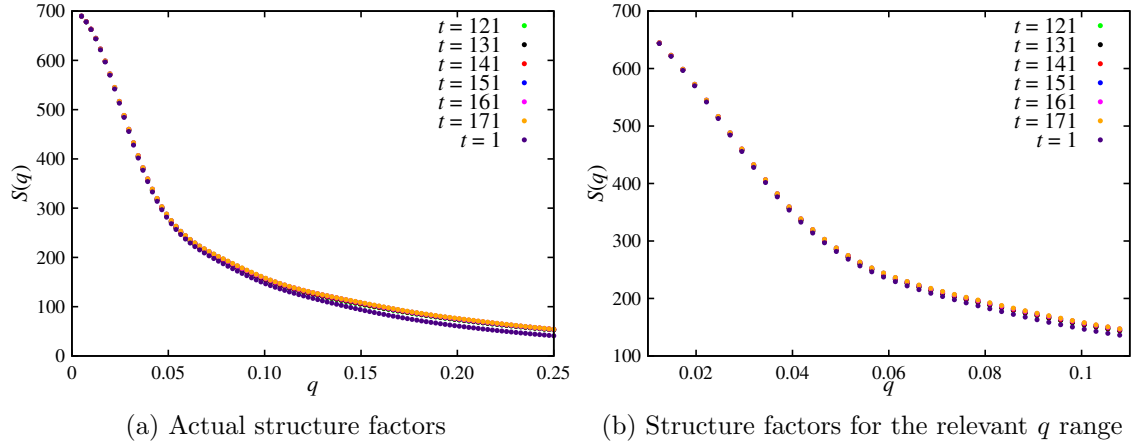 700
600
500
400
300
200
100
0
S(q)
0
0.05
0.10
0.15
0.20
0.25
q
t = 121
t = 131
t = 141
t = 151
t = 161
t = 171
t = 1
(a) Actual structure factors
700
600
500
400
300
200
100
S(q)
0.02
0.04
0.06
0.08
0.1
q
t = 121
t = 131
t = 141
t = 151
t = 161
t = 171
t = 1
(b) Structure factors for the relevant q range